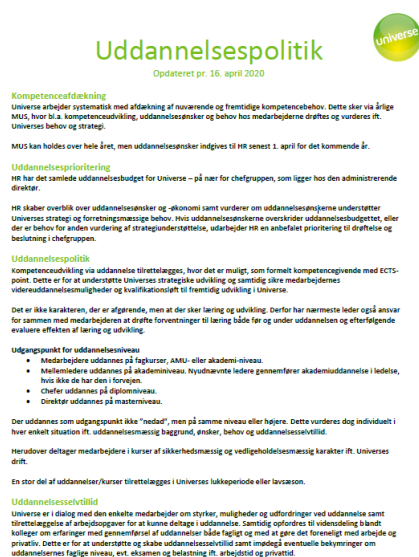 universe
Uddannelsespolitik
Opdateret pr. 16. april 2020
Kompetenceafdækning
Universe arbejder systematisk med afdækning af nuværende og fremtidige kompetencebehov. Dette sker via årlige
MUS, hvor bl.a. kompetenceudvikling, uddannelsesønsker og behov hos medarbejderne drøftes og vurderes ift.
Universes behov og strategi.
MUS kan holdes over hele året, men uddannelsesønsker indgives til HR senest 1. april for det kommende år.
Uddannelsesprioritering
HR har det samlede uddannelsesbudget for Universe – på nær for chefgruppen, som ligger hos den administrerende
direktør.
HR skaber overblik over uddannelsesønsker og -økonomi samt vurderer om uddannelsesønskerne understøtter
Universes strategi og forretningsmæssige behov. Hvis uddannelsesønskerne overskrider uddannelsesbudgettet, eller
der er behov for anden vurdering af strategiunderstøttelse, udarbejder HR en anbefalet prioritering til drøftelse og
beslutning i chefgruppen.
Uddannelsespolitik
Kompetenceudvikling via uddannelse tilrettelægges, hvor det er muligt, som formelt kompetencegivende med ECTS-
point. Dette er for at understøtte Universes strategiske udvikling og samtidig sikre medarbejdernes
videreuddannelsesmuligheder og kvalifikationsløft til fremtidig udvikling i Universe.
Det er ikke karakteren, der er afgørende, men at der sker læring og udvikling. Derfor har nærmeste leder også ansvar
for sammen med medarbejderen at drøfte forventninger til læring både før og under uddannelsen og efterfølgende
evaluere effekten af læring og udvikling.
Udgangspunkt for uddannelsesniveau
• Medarbejdere uddannes på fagkurser, AMU- eller akademi-niveau.
• Mellemledere uddannes på akademiniveau. Nyudnævnte ledere gennemfører akademiuddannelse i ledelse,
hvis ikke de har den i forvejen.
• Chefer uddannes på diplomniveau.
• Direktør uddannes på masterniveau.
Der uddannes som udgangspunkt ikke ”nedad”, men på samme niveau eller højere. Dette vurderes dog individuelt i
hver enkelt situation ift. uddannelsesmæssig baggrund, ønsker, behov og uddannelsesselvtillid.
Herudover deltager medarbejdere i kurser af sikkerhedsmæssig og vedligeholdelsesmæssig karakter ift. Universes
drift.
En stor del af uddannelser/kurser tilrettelægges i Universes lukkeperiode eller lavsæson.
Uddannelsesselvtillid
Universe er i dialog med den enkelte medarbejder om styrker, muligheder og udfordringer ved uddannelse samt
tilrettelæggelse af arbejdsopgaver for at kunne deltage i uddannelse. Samtidig opfordres til vidensdeling blandt
kolleger om erfaringer med gennemførsel af uddannelser både fagligt og med at gøre det foreneligt med arbejde og
privatliv. Dette er for at understøtte og skabe uddannelsesselvtillid samt imødegå eventuelle bekymringer om
uddannelsernes faglige niveau, evt. eksamen og belastning ift. arbejdstid og privattid.